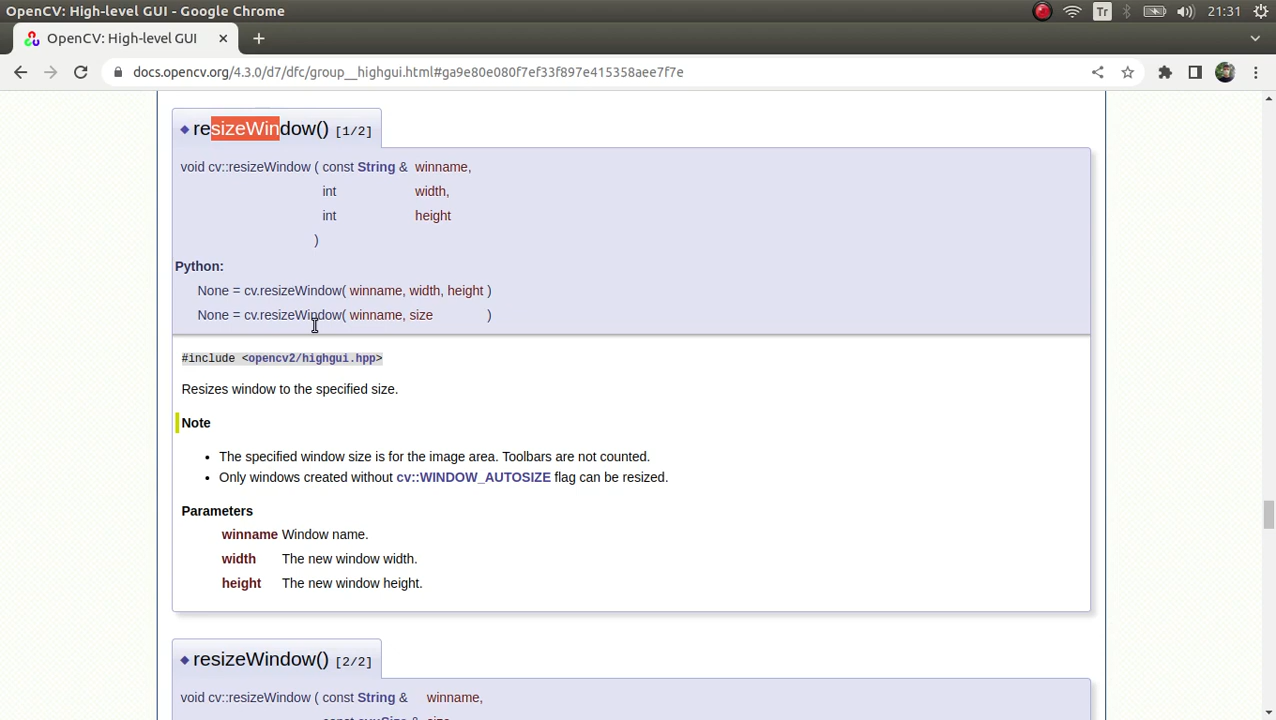 OpenCV: High-level GUI - Google Chrome
Tr
21:31
OpenCV: High-level GUI
docs.opencv.org/4.3.0/d7/dfc/group__highgui.html#ga9e80e080f7ef33f897e415358aee7f7e
resizeWindow() [1/2]
void cv::resizeWindow ( const String & winname,
int width,
int height
)
Python:
None = cv.resizeWindow( winname, width, height )
None = cv.resizeWindow( winname, size )
#include <opencv2/highgui.hpp>
Resizes window to the specified size.
Note
• The specified window size is for the image area. Toolbars are not counted.
• Only windows created without cv::WINDOW_AUTOSIZE flag can be resized.
Parameters
winname Window name.
width The new window width.
height The new window height.
resizeWindow() [2/2]
void cv::resizeWindow ( const String & winname,